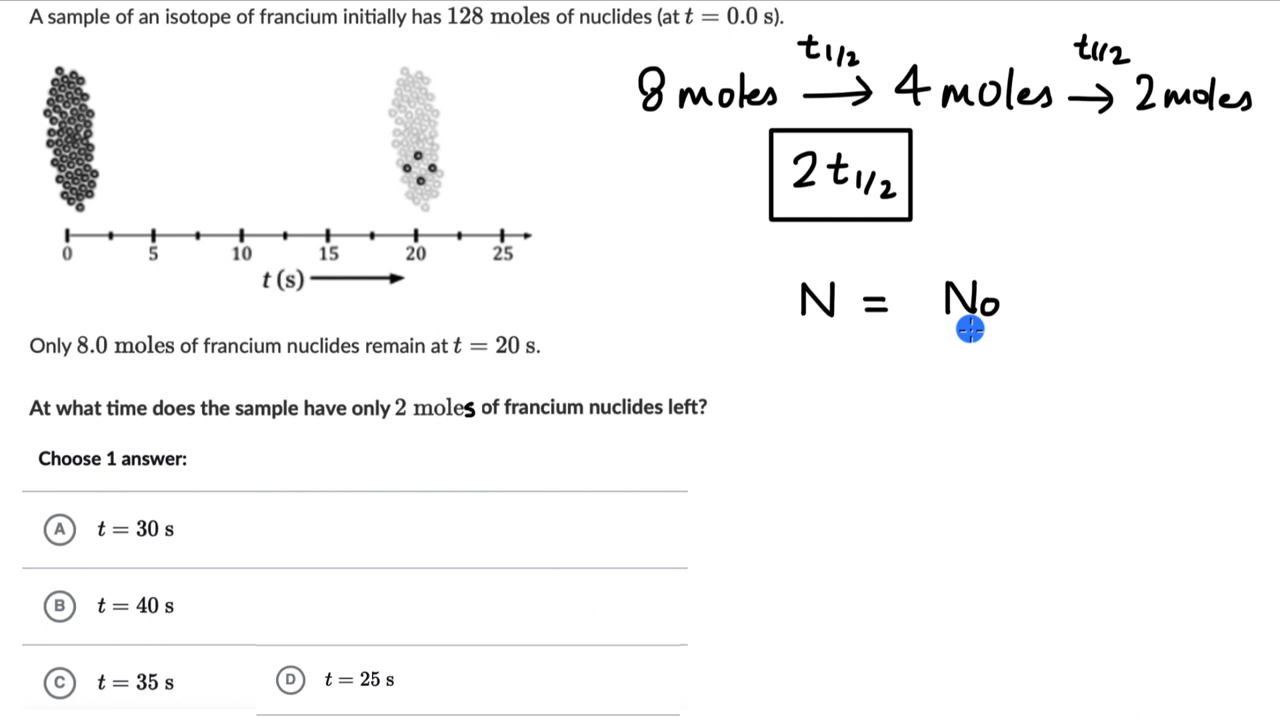 A sample of an isotope of francium initially has 128 moles of nuclides (at t = 0.0 s).
8 moles t1/2 → 4 moles t1/2 → 2 moles
2 t1/2
0 5 10 15 20 25
t (s)
N = No
Only 8.0 moles of francium nuclides remain at t = 20 s.
At what time does the sample have only 2 moles of francium nuclides left?
Choose 1 answer:
A t = 30 s
B t = 40 s
C t = 35 s
D t = 25 s